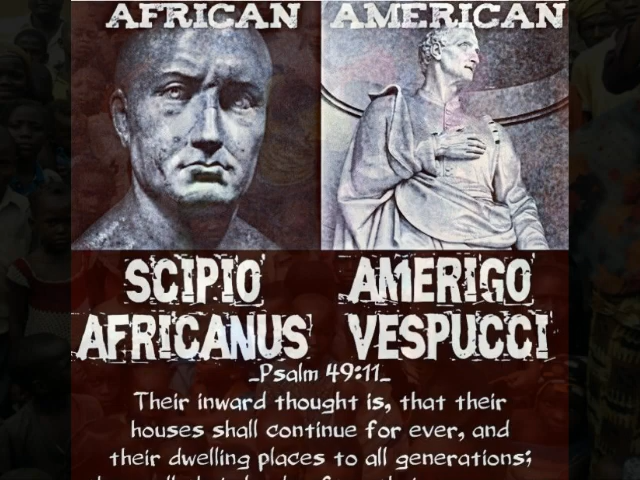 AFRICAN AMERICAN
SCIPIO AFRICANUS
AMERIGO VESPUCCI
_Psalm 49:11_
Their inward thought is, that their
houses shall continue for ever, and
their dwelling places to all generations;